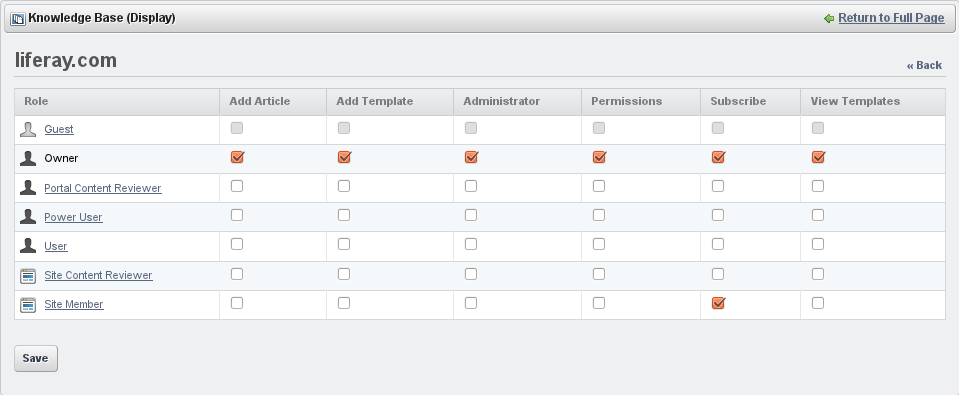 Knowledge Base (Display)
Return to Full Page
liferay.com
« Back
Role Add Article Add Template Administrator Permissions Subscribe View Templates
Guest
Owner
Portal Content Reviewer
Power User
User
Site Content Reviewer
Site Member
Save